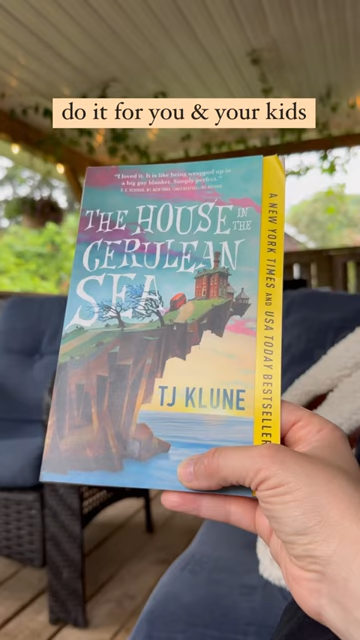 do it for you & your kids
"I loved it. It is like being wrapped up in
a big gay blanket. Simply perfect."
THE HOUSE IN THE
CERULEAN
SEA
TJ KLUNE
A NEW YORK TIMES AND USA TODAY BESTSELLER